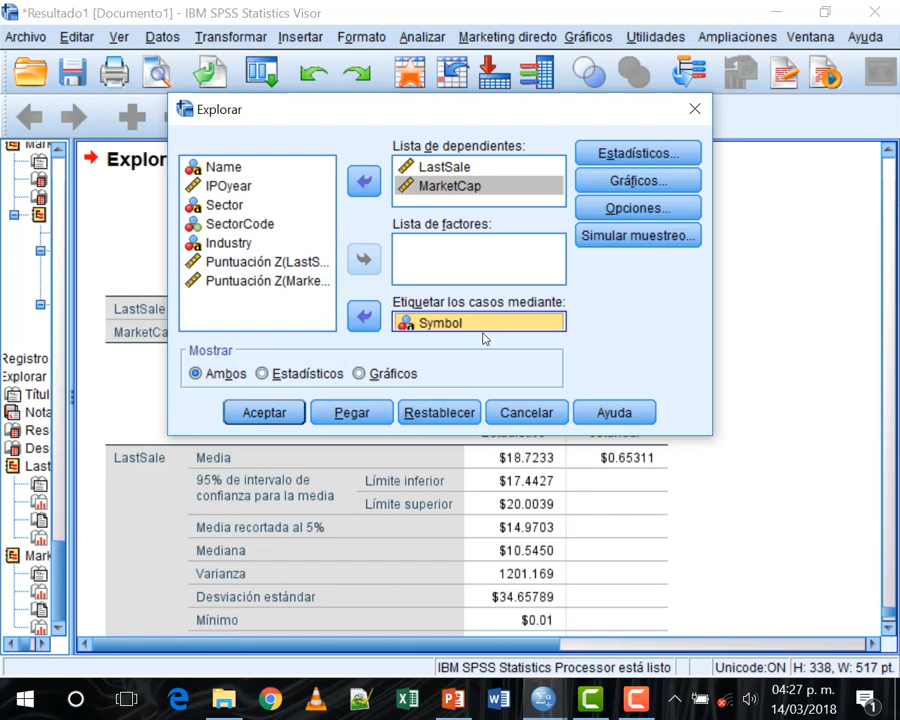 *Resultado1 [Documento1] - IBM SPSS Statistics Visor
Archivo Editar Ver Datos Transformar Insertar Formato Analizar Marketing directo Gráficos Utilidades Ampliaciones Ventana Ayuda
Explorar
Lista de dependientes:
Name
IPOyear
Sector
SectorCode
Industry
Puntuación Z(LastS...
Puntuación Z(Marke...
LastSale
MarketCap
Lista de factores:
Etiquetar los casos mediante:
Symbol
Estadísticos...
Gráficos...
Opciones...
Simular muestreo...
Mostrar
Ambos Estadísticos Gráficos
Aceptar Pegar Restablecer Cancelar Ayuda
Explor
LastSale
MarketCa
Mark
Registro
Explorar
Títul
Nota
Res
Des
Last
Mark
LastSale Media $18.7233 $0.65311
95% de intervalo de confianza para la media Límite inferior $17.4427
Límite superior $20.0039
Media recortada al 5% $14.9703
Mediana $10.5450
Varianza 1201.169
Desviación estándar $34.65789
Mínimo $0.01
IBM SPSS Statistics Processor está listo Unicode:ON H: 338, W: 517 pt.
04:27 p. m.
14/03/2018
1